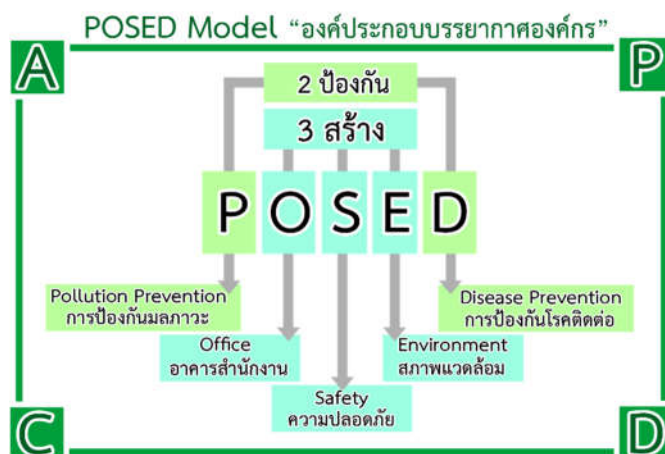 POSED Model “องค์ประกอบบรรยากาศองค์กร”
A
P
2 ป้องกัน
3 สร้าง
P O S E D
Pollution Prevention
การป้องกันมลภาวะ
Disease Prevention
การป้องกันโรคติดต่อ
Office
อาคารสำนักงาน
Environment
สภาพแวดล้อม
Safety
ความปลอดภัย
C
D